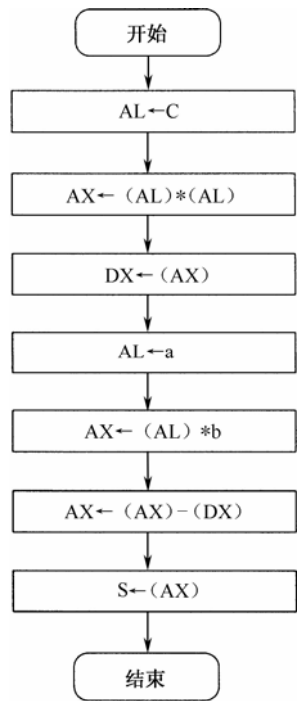 开始
AL←C
AX←（AL）*(AL)
DX←（AX）
AL←a
AX←（AL）*b
AX←（AX）−（DX）
S←（AX）
结束